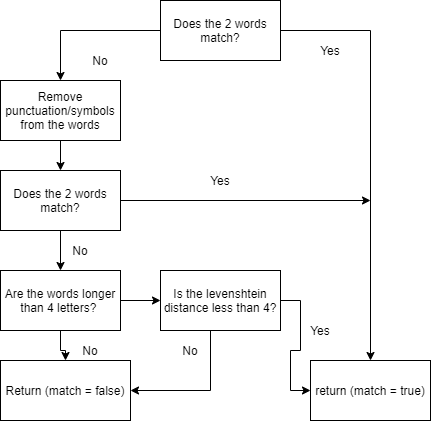 Does the 2 words
match?
No
Yes
Remove
punctuation/symbols
from the words
Does the 2 words
match?
Yes
No
Are the words longer
than 4 letters?
Is the levenshtein
distance less than 4?
Yes
No
No
Return (match = false)
return (match = true)